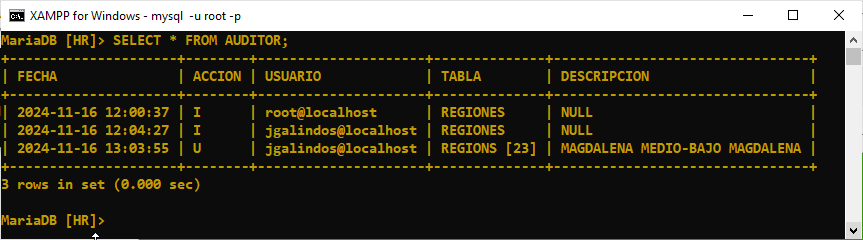 XAMPP for Windows - mysql  -u root -p
MariaDB [HR]> SELECT * FROM AUDITOR;
+---------------------+--------+---------------------+--------------+-------------------------------+
| FECHA               | ACCION | USUARIO             | TABLA        | DESCRIPCION                   |
+---------------------+--------+---------------------+--------------+-------------------------------+
| 2024-11-16 12:00:37 | I      | root@localhost      | REGIONES     | NULL                          |
| 2024-11-16 12:04:27 | I      | jgalindos@localhost | REGIONES     | NULL                          |
| 2024-11-16 13:03:55 | U      | jgalindos@localhost | REGIONS [23] | MAGDALENA MEDIO-BAJO MAGDALENA |
+---------------------+--------+---------------------+--------------+-------------------------------+
3 rows in set (0.000 sec)
MariaDB [HR]>